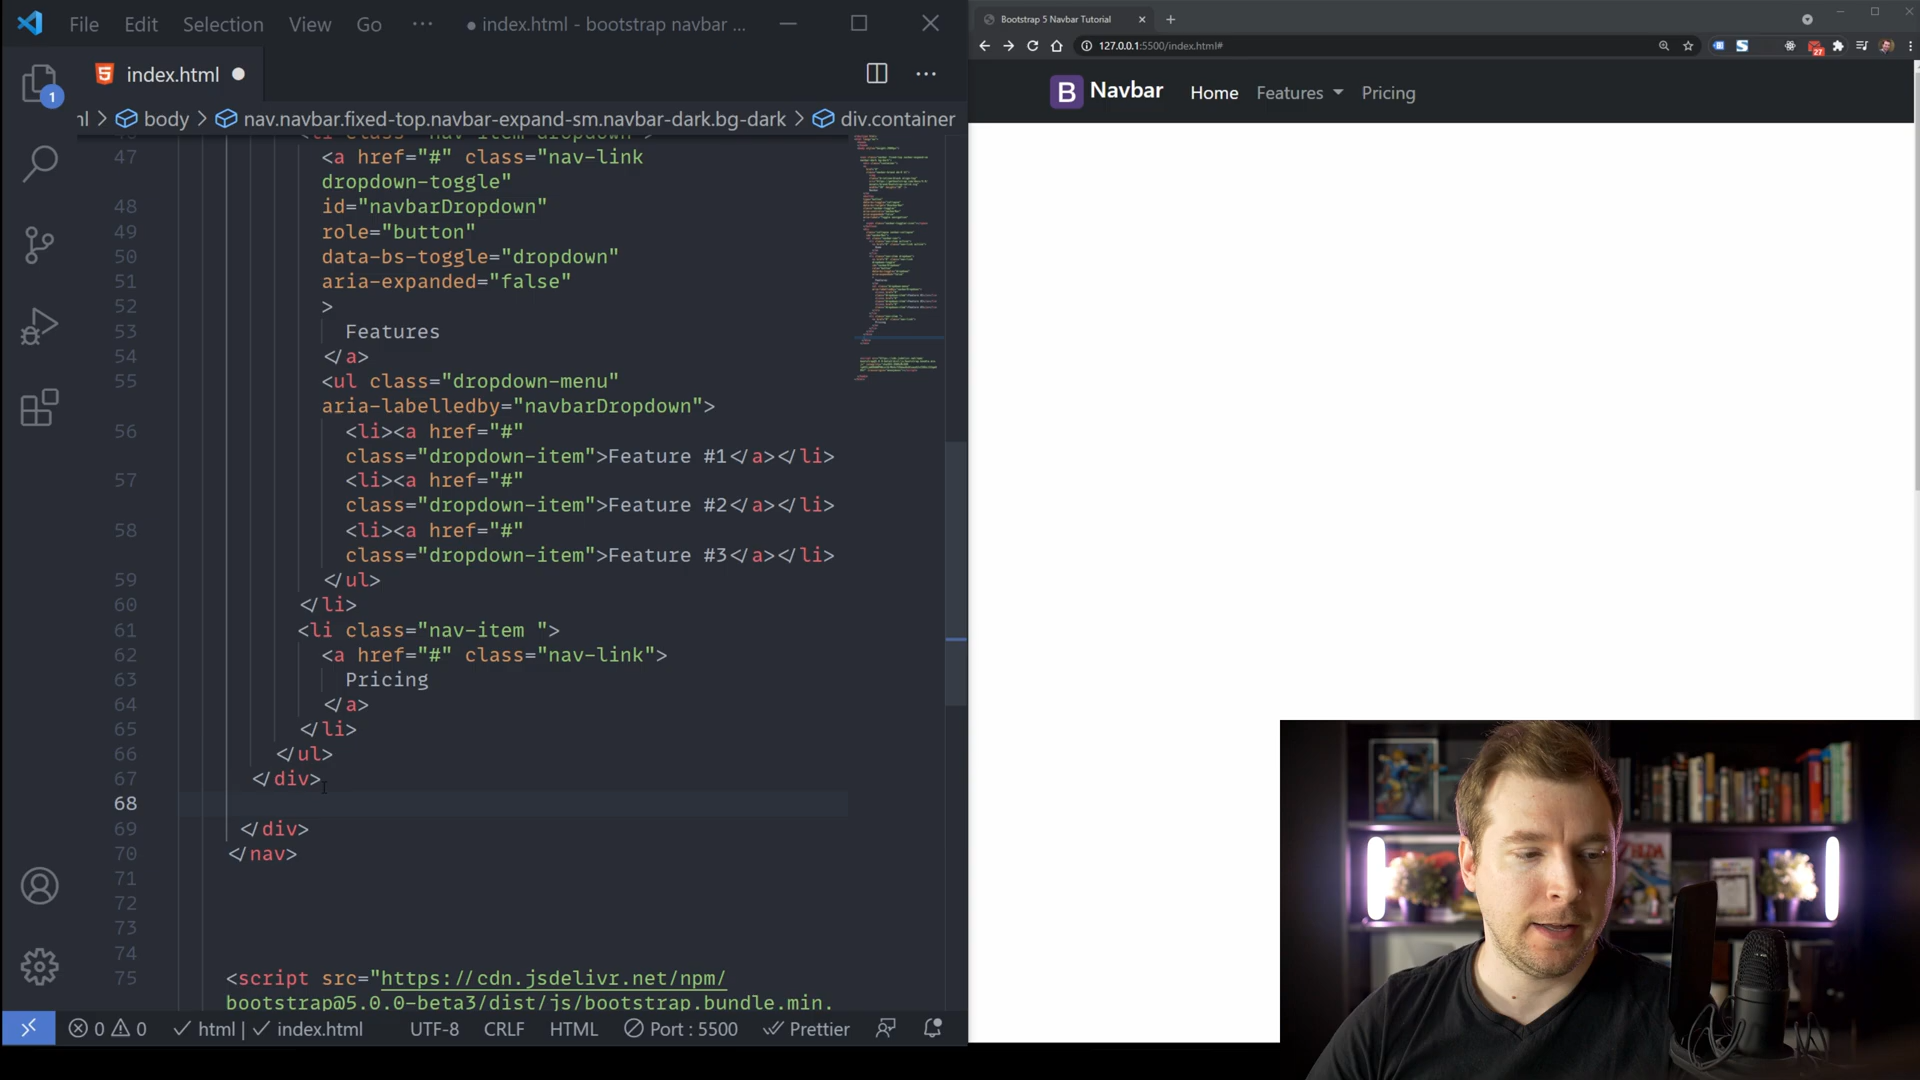 File Edit Selection View Go ··· ● index.html - bootstrap navbar ...
index.html
body > nav.navbar.fixed-top.navbar-expand-sm.navbar-dark.bg-dark > div.container
47 <a href="#" class="nav-link
dropdown-toggle"
48 id="navbarDropdown"
49 role="button"
50 data-bs-toggle="dropdown"
51 aria-expanded="false"
52 >
53 Features
54 </a>
55 <ul class="dropdown-menu"
aria-labelledby="navbarDropdown">
56 <li><a href="#"
class="dropdown-item">Feature #1</a></li>
57 <li><a href="#"
class="dropdown-item">Feature #2</a></li>
58 <li><a href="#"
class="dropdown-item">Feature #3</a></li>
59 </ul>
60 </li>
61 <li class="nav-item ">
62 <a href="#" class="nav-link">
63 Pricing
64 </a>
65 </li>
66 </ul>
67 </div>
68
69 </div>
70 </nav>
71
72
73
74
75 <script src="https://cdn.jsdelivr.net/npm/
bootstrap@5.0.0-beta3/dist/js/bootstrap.bundle.min.
0 0 html | index.html UTF-8 CRLF HTML Port : 5500 Prettier
1
Bootstrap 5 Navbar Tutorial
127.0.0.1:5500/index.html#
27
B Navbar Home Features Pricing